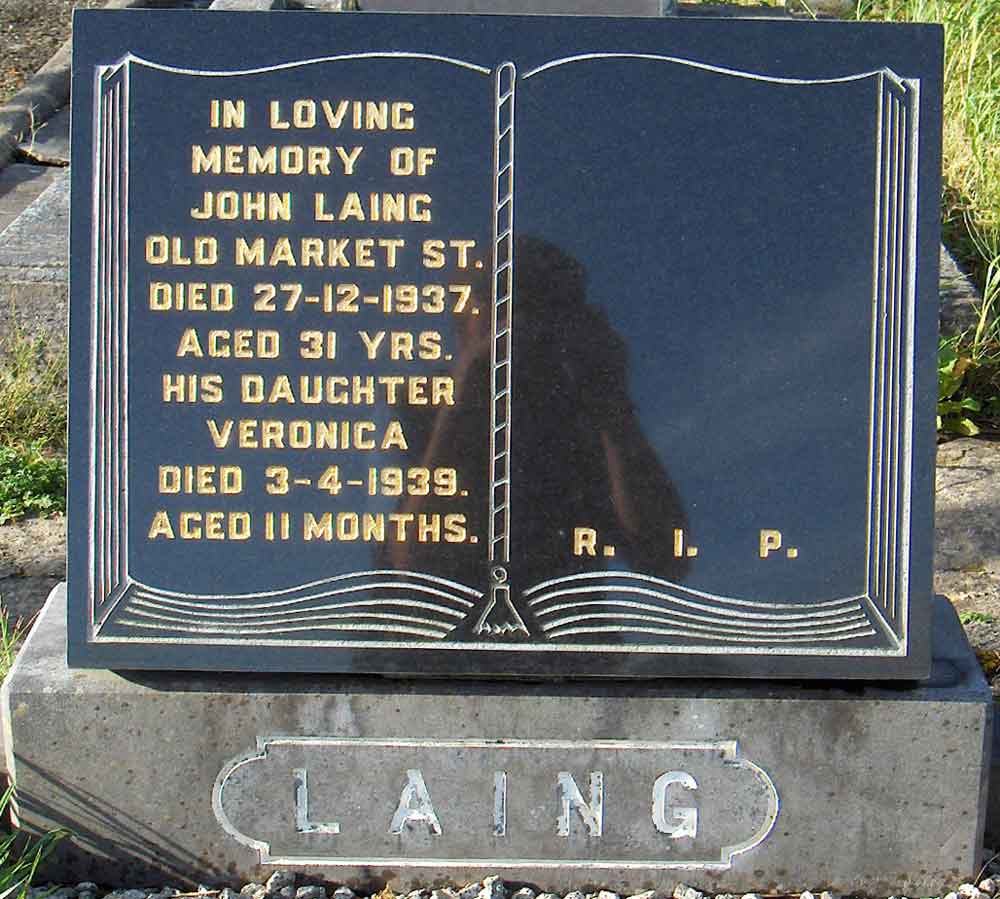 IN LOVING
MEMORY OF
JOHN LAING
OLD MARKET ST.
DIED 27-12-1937.
AGED 31 YRS.
HIS DAUGHTER
VERONICA
DIED 3-4-1939.
AGED 11 MONTHS.
R. I. P.
LAING